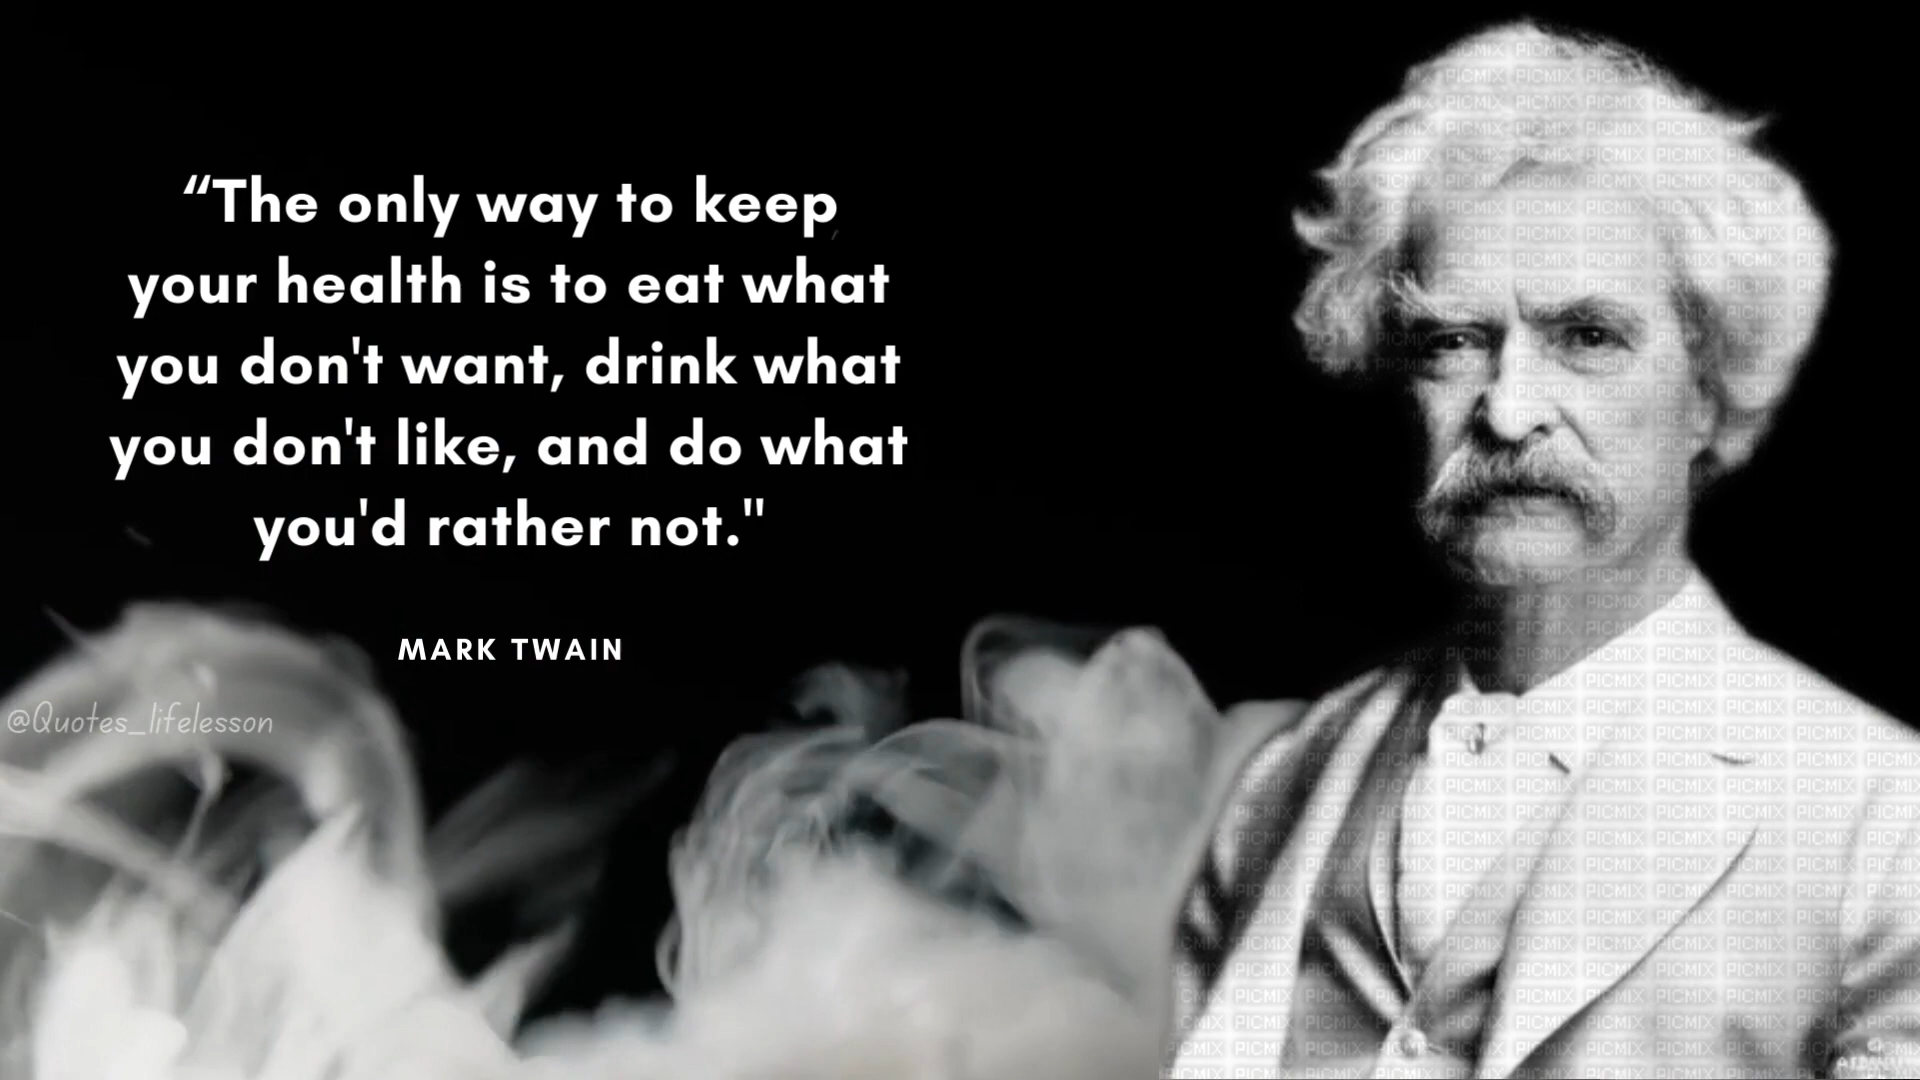 “The only way to keep
your health is to eat what
you don't want, drink what
you don't like, and do what
you'd rather not."
MARK TWAIN
@Quotes_lifelesson
PICMIX